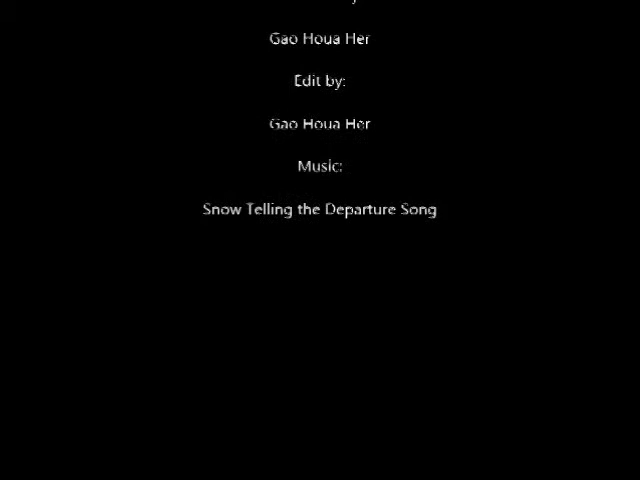 Gao Houa Her
Edit by:
Gao Houa Her
Music:
Snow Telling the Departure Song